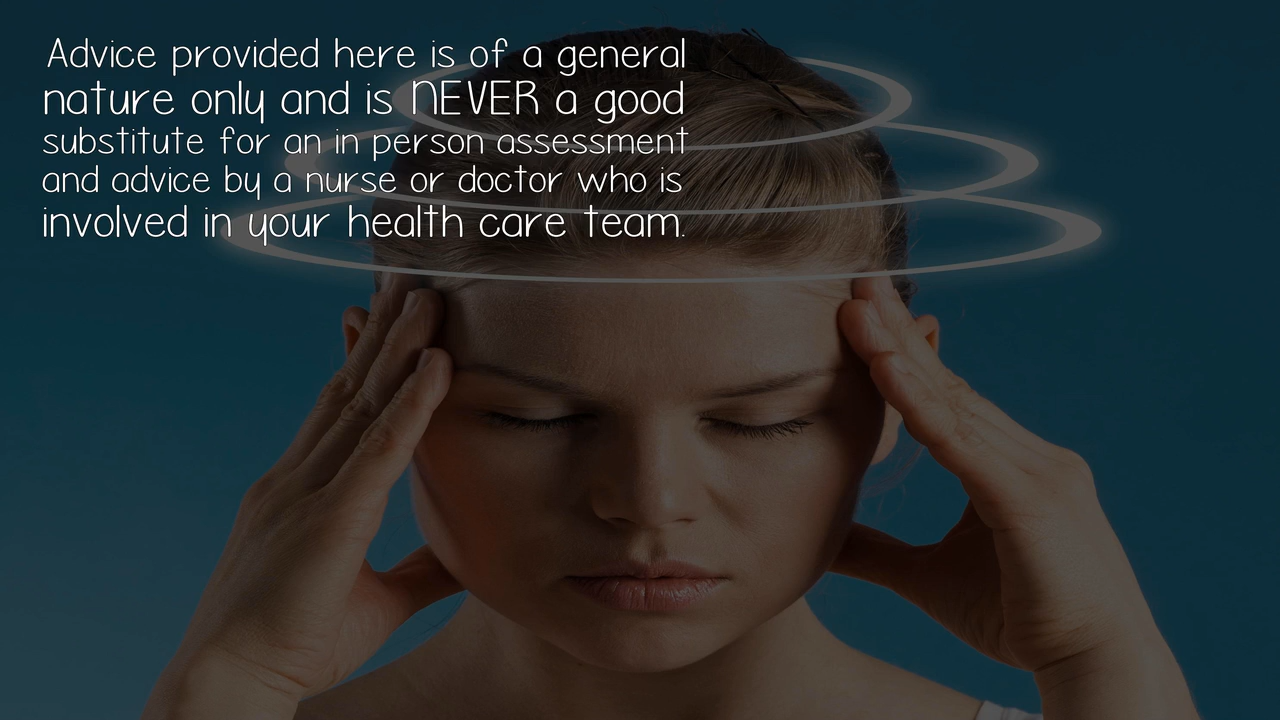 Advice provided here is of a general
nature only and is NEVER a good
substitute for an in person assessment
and advice by a nurse or doctor who is
involved in your health care team.